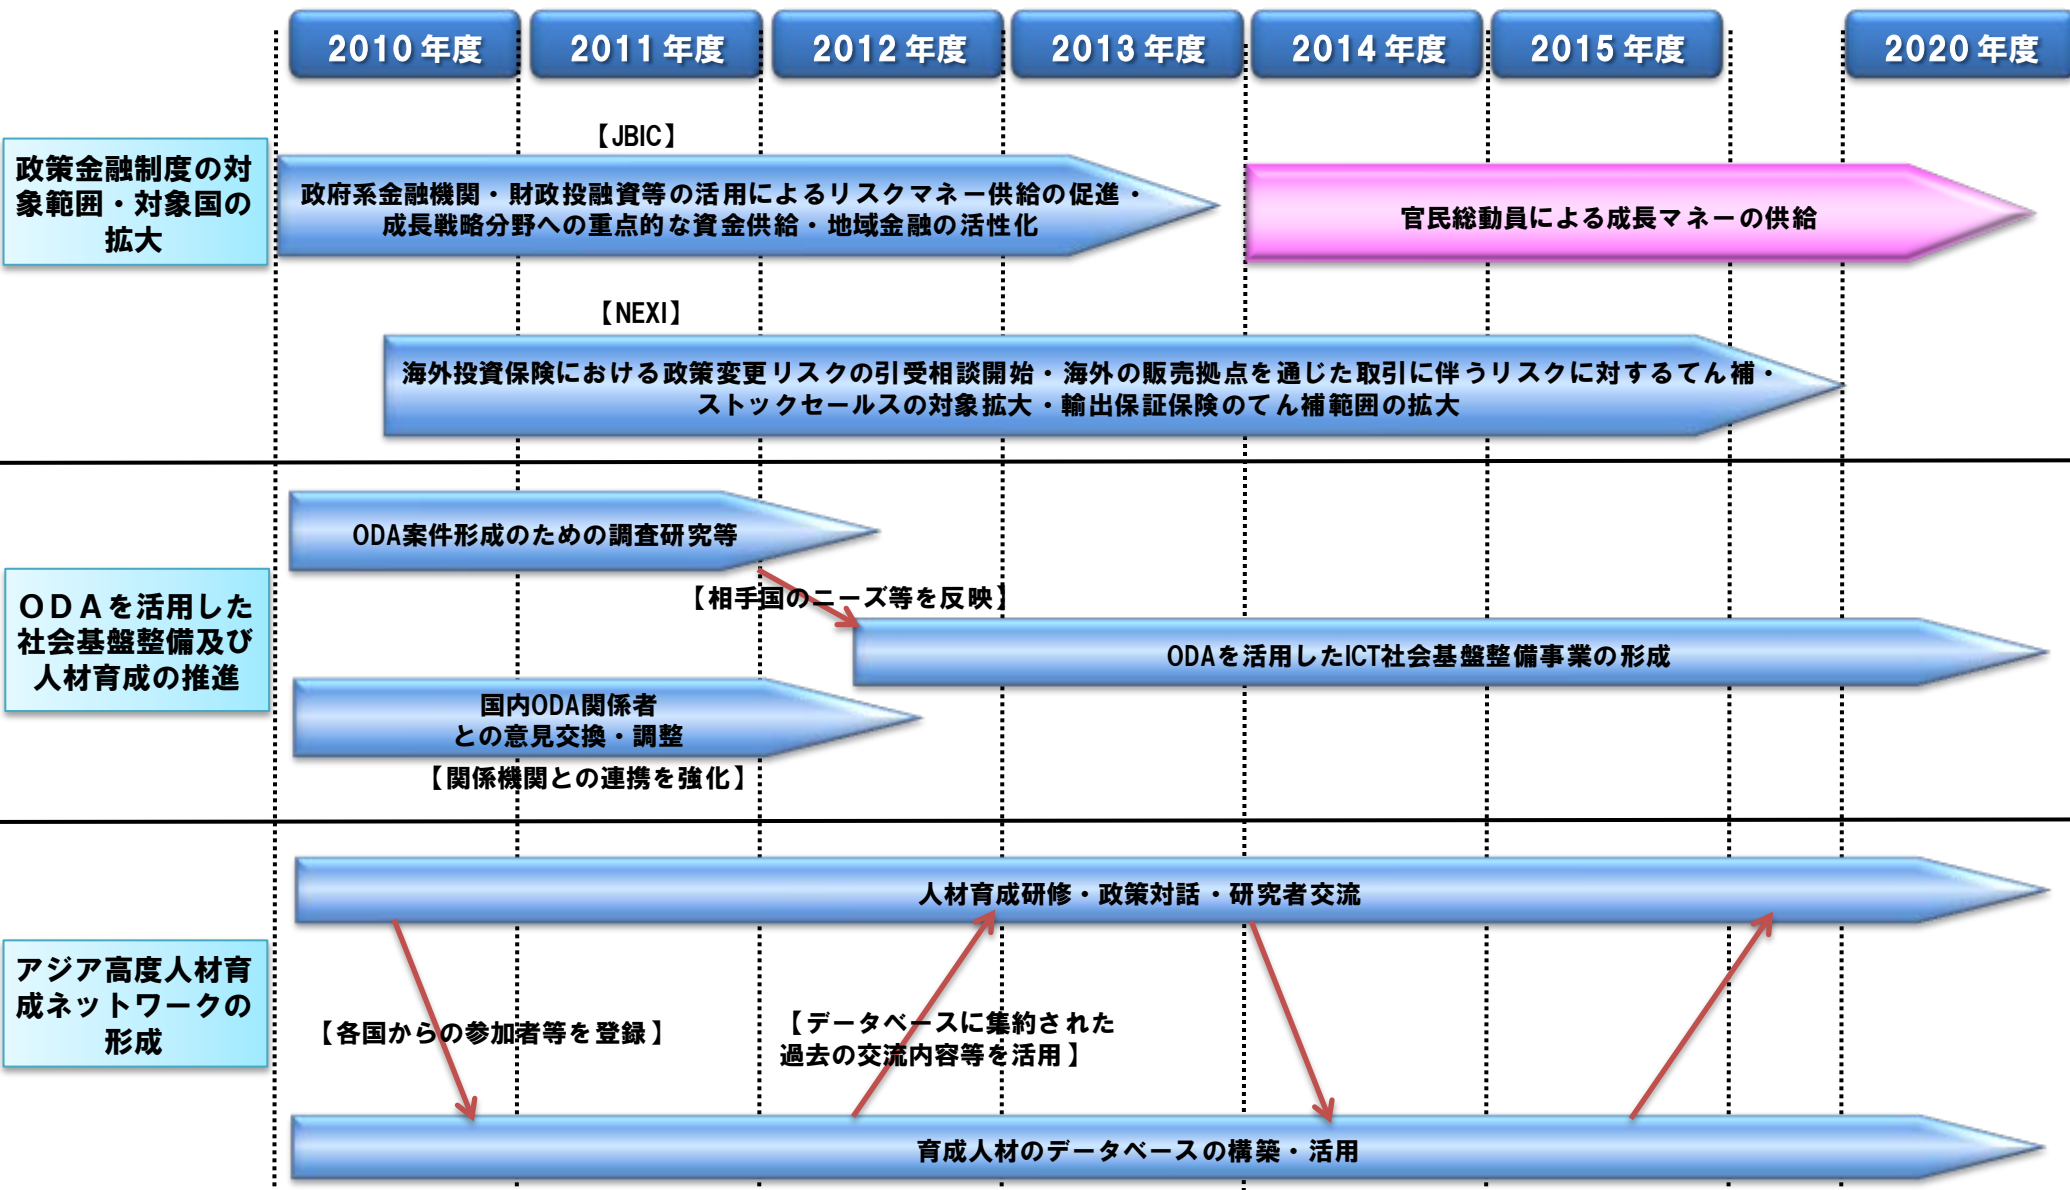 2010年度
2011年度
2012年度
2013年度
2014年度
2015年度
2020年度
政策金融制度の対
象範囲・対象国の
拡大
【JBIC】
政府系金融機関・財政投融資等の活用によるリスクマネー供給の促進・
成長戦略分野への重点的な資金供給・地域金融の活性化
官民総動員による成長マネーの供給
【NEXI】
海外投資保険における政策変更リスクの引受相談開始・海外の販売拠点を通じた取引に伴うリスクに対するてん補・
ストックセールスの対象拡大・輸出保証保険のてん補範囲の拡大
ＯＤＡを活用した
社会基盤整備及び
人材育成の推進
ODA案件形成のための調査研究等
【相手国のニーズ等を反映】
ODAを活用したICT社会基盤整備事業の形成
国内ODA関係者
との意見交換・調整
【関係機関との連携を強化】
アジア高度人材育
成ネットワークの
形成
人材育成研修・政策対話・研究者交流
【各国からの参加者等を登録】
【データベースに集約された
過去の交流内容等を活用】
育成人材のデータベースの構築・活用